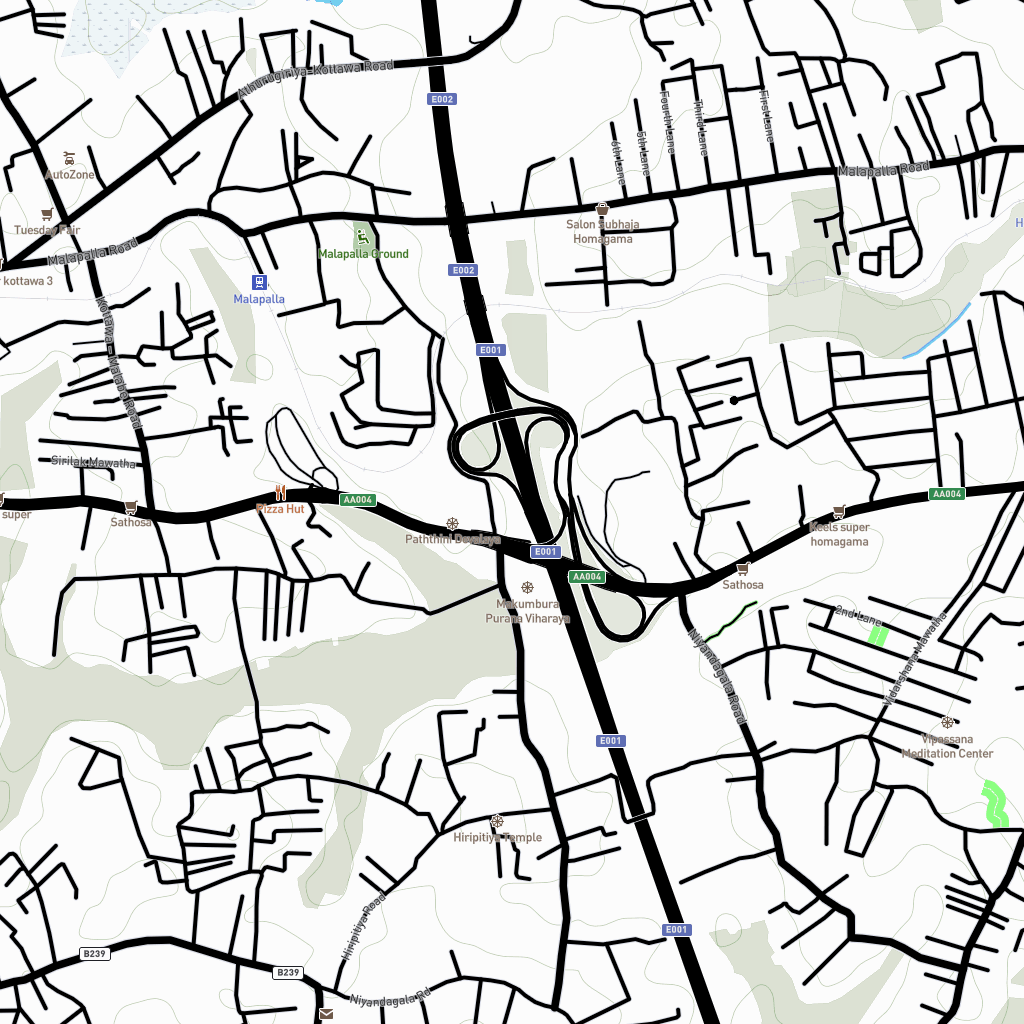 Athurugiriya-Kottawa Road
E002
First Lane
Fourth Lane
Third Lane
5th Lane
6th Lane
AutoZone
Malapalla Road
Tuesday Fair
Salon Subhaja
Homagama
Malapalla Road
Malapalla Ground
H
kottawa 3
E002
Malapalla
Kottawa – Malabe Road
E001
Sirilak Mawatha
Pizza Hut
AA004
AA004
super
Sathosa
Keels super
homagama
Paththini Devalaya
E001
AA004
Sathosa
Makumbura
Purana Viharaya
2nd Lane
Vidarshana Mawatha
Niyandagala Road
Vipassana
Meditation Center
E001
Hiripitiya Temple
Hiripitiya Road
E001
B239
B239
Niyandagala Rd